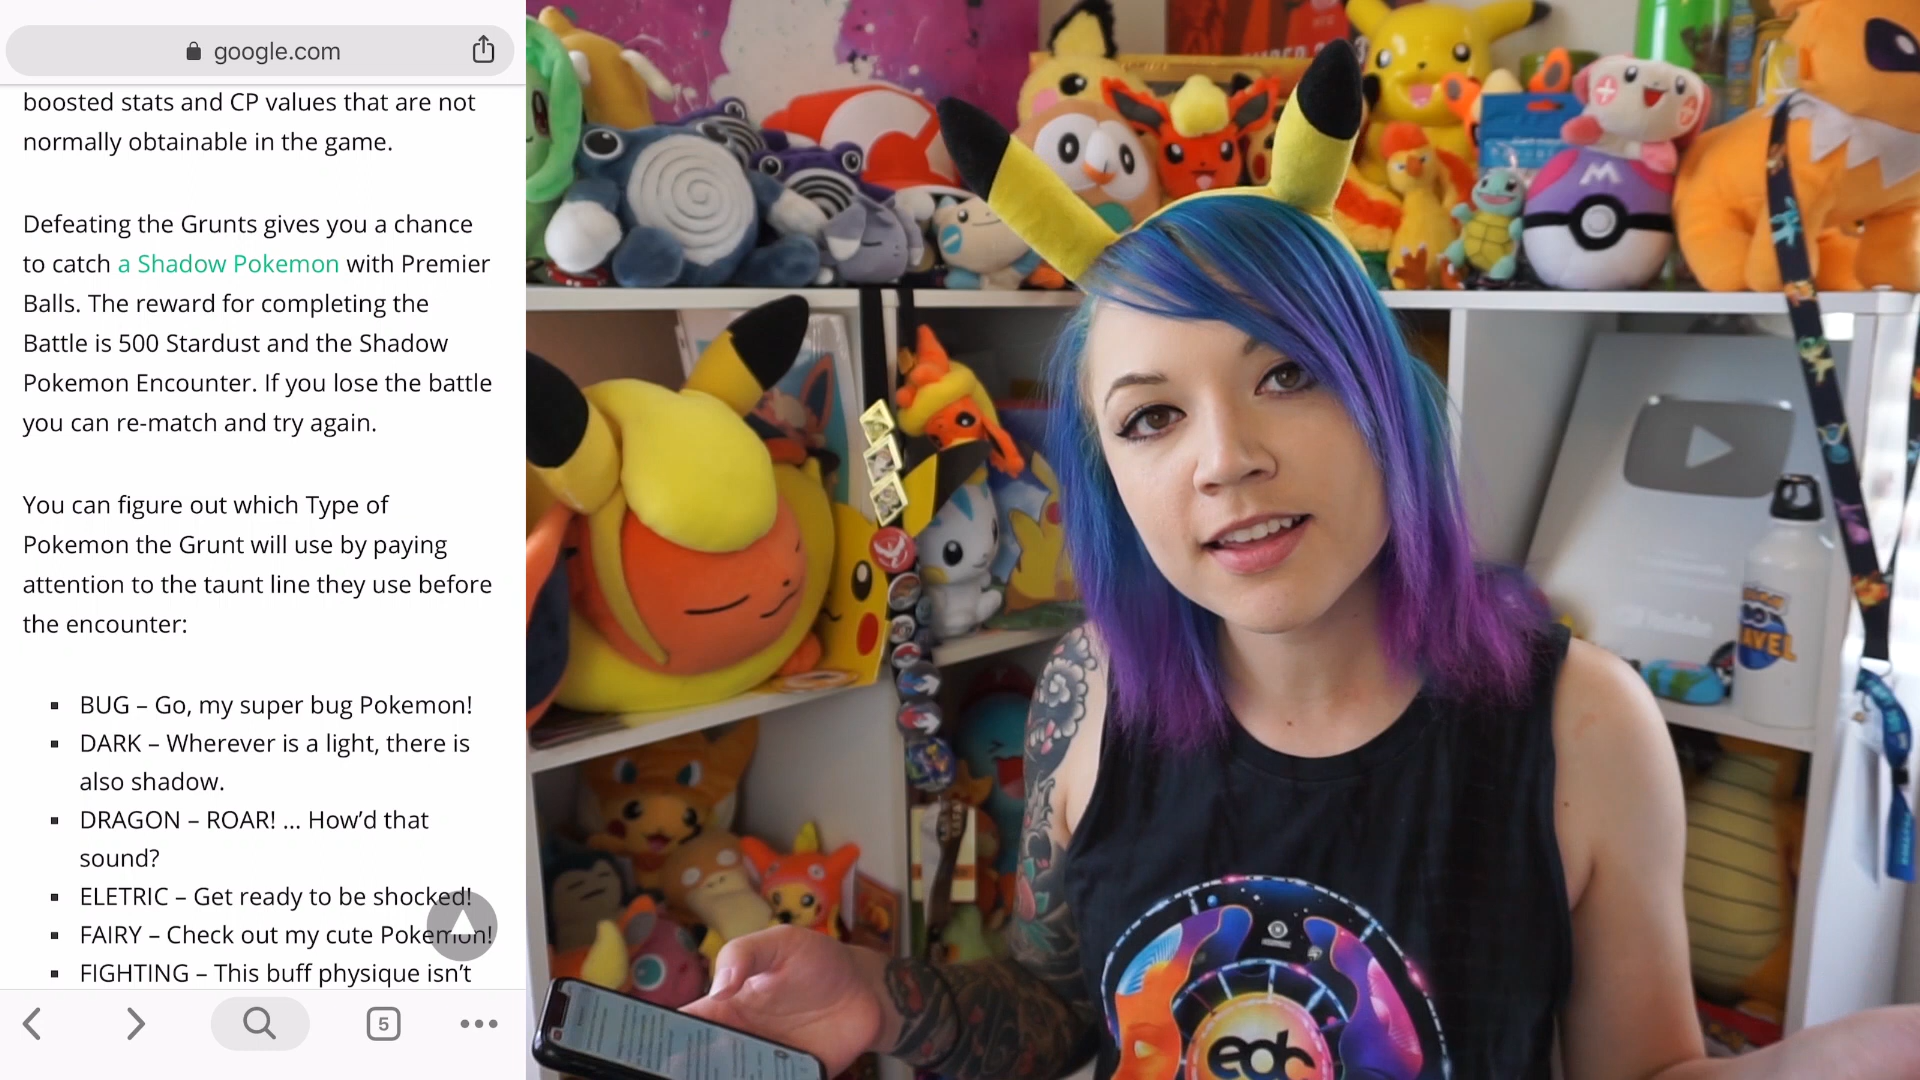 google.com
boosted stats and CP values that are not
normally obtainable in the game.
Defeating the Grunts gives you a chance
to catch a Shadow Pokemon with Premier
Balls. The reward for completing the
Battle is 500 Stardust and the Shadow
Pokemon Encounter. If you lose the battle
you can re-match and try again.
You can figure out which Type of
Pokemon the Grunt will use by paying
attention to the taunt line they use before
the encounter:
▪ BUG – Go, my super bug Pokemon!
▪ DARK – Wherever is a light, there is
also shadow.
▪ DRAGON – ROAR! ... How’d that
sound?
▪ ELETRIC – Get ready to be shocked!
▪ FAIRY – Check out my cute Pokemon!
▪ FIGHTING – This buff physique isn’t
5
M
edc